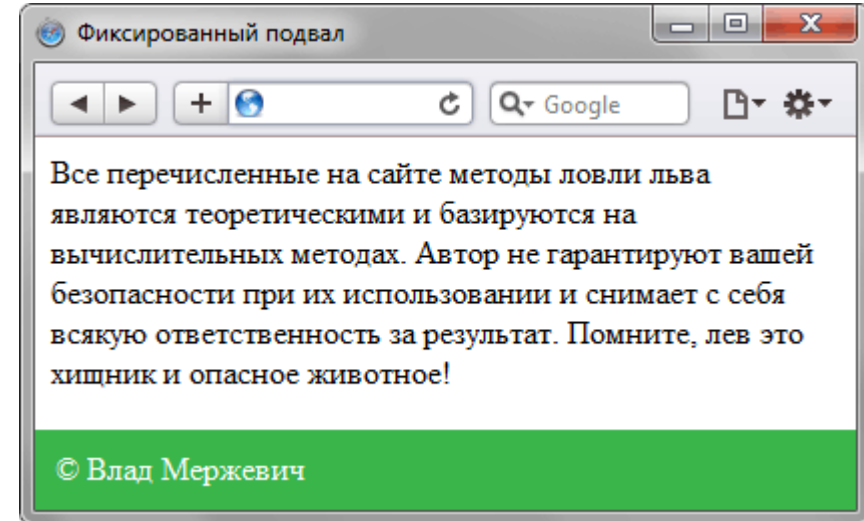 Фиксированный подвал
Google
Все перечисленные на сайте методы ловли льва
являются теоретическими и базируются на
вычислительных методах. Автор не гарантируют вашей
безопасности при их использовании и снимает с себя
всякую ответственность за результат. Помните, лев это
хищник и опасное животное!
© Влад Мержевич